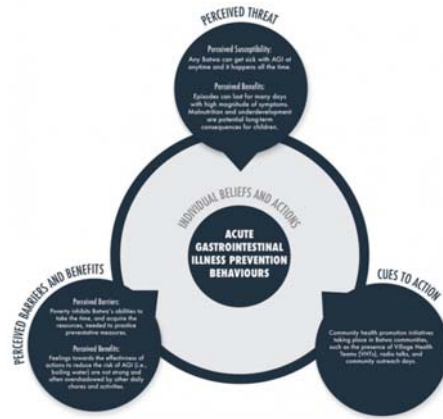 PERCEIVED THREAT
Perceived Susceptibility:
Any Batwa can get sick with AGI at
anytime and it happens all the time.
Perceived Benefits:
Episodes can last for many days
with high magnitude of symptoms.
Malnutrition and underdevelopment
are potential long-term
consequences for children.
INDIVIDUAL BELIEFS AND ACTIONS
ACUTE
GASTROINTESTINAL
ILLNESS PREVENTION
BEHAVIOURS
PERCEIVED BARRIERS AND BENEFITS
Perceived Barriers:
Poverty inhibits Batwa's abilities to
take the time, and acquire the
resources, needed to practice
preventative measures.
Perceived Benefits:
Feelings towards the effectiveness of
actions to reduce the risk of AGI (i.e.,
boiling water) are not strong and
often overshadowed by other daily
chores and activities.
CUES TO ACTION
Community health promotion initiatives
taking place in Batwa communities,
such as the presence of Village Health
Teams (VHTs), radio talks, and
community outreach days.